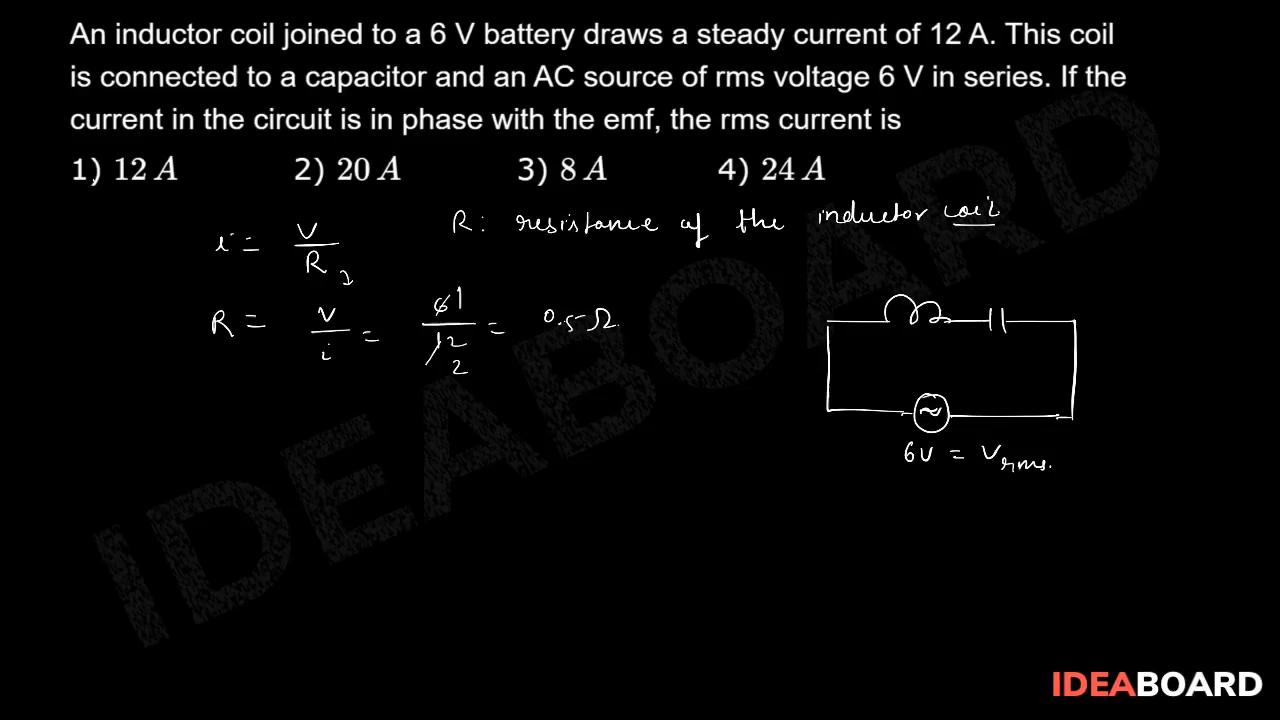 An inductor coil joined to a 6 V battery draws a steady current of 12 A. This coil
is connected to a capacitor and an AC source of rms voltage 6 V in series. If the
current in the circuit is in phase with the emf, the rms current is
1) 12 A 2) 20 A 3) 8 A 4) 24 A
R: resistance of the inductor coil
i = V/R
R = V/i = 6 1/12 2 = 0.5 Ω.
6V = Vrms.
IDEABOARD
IDEABOARD